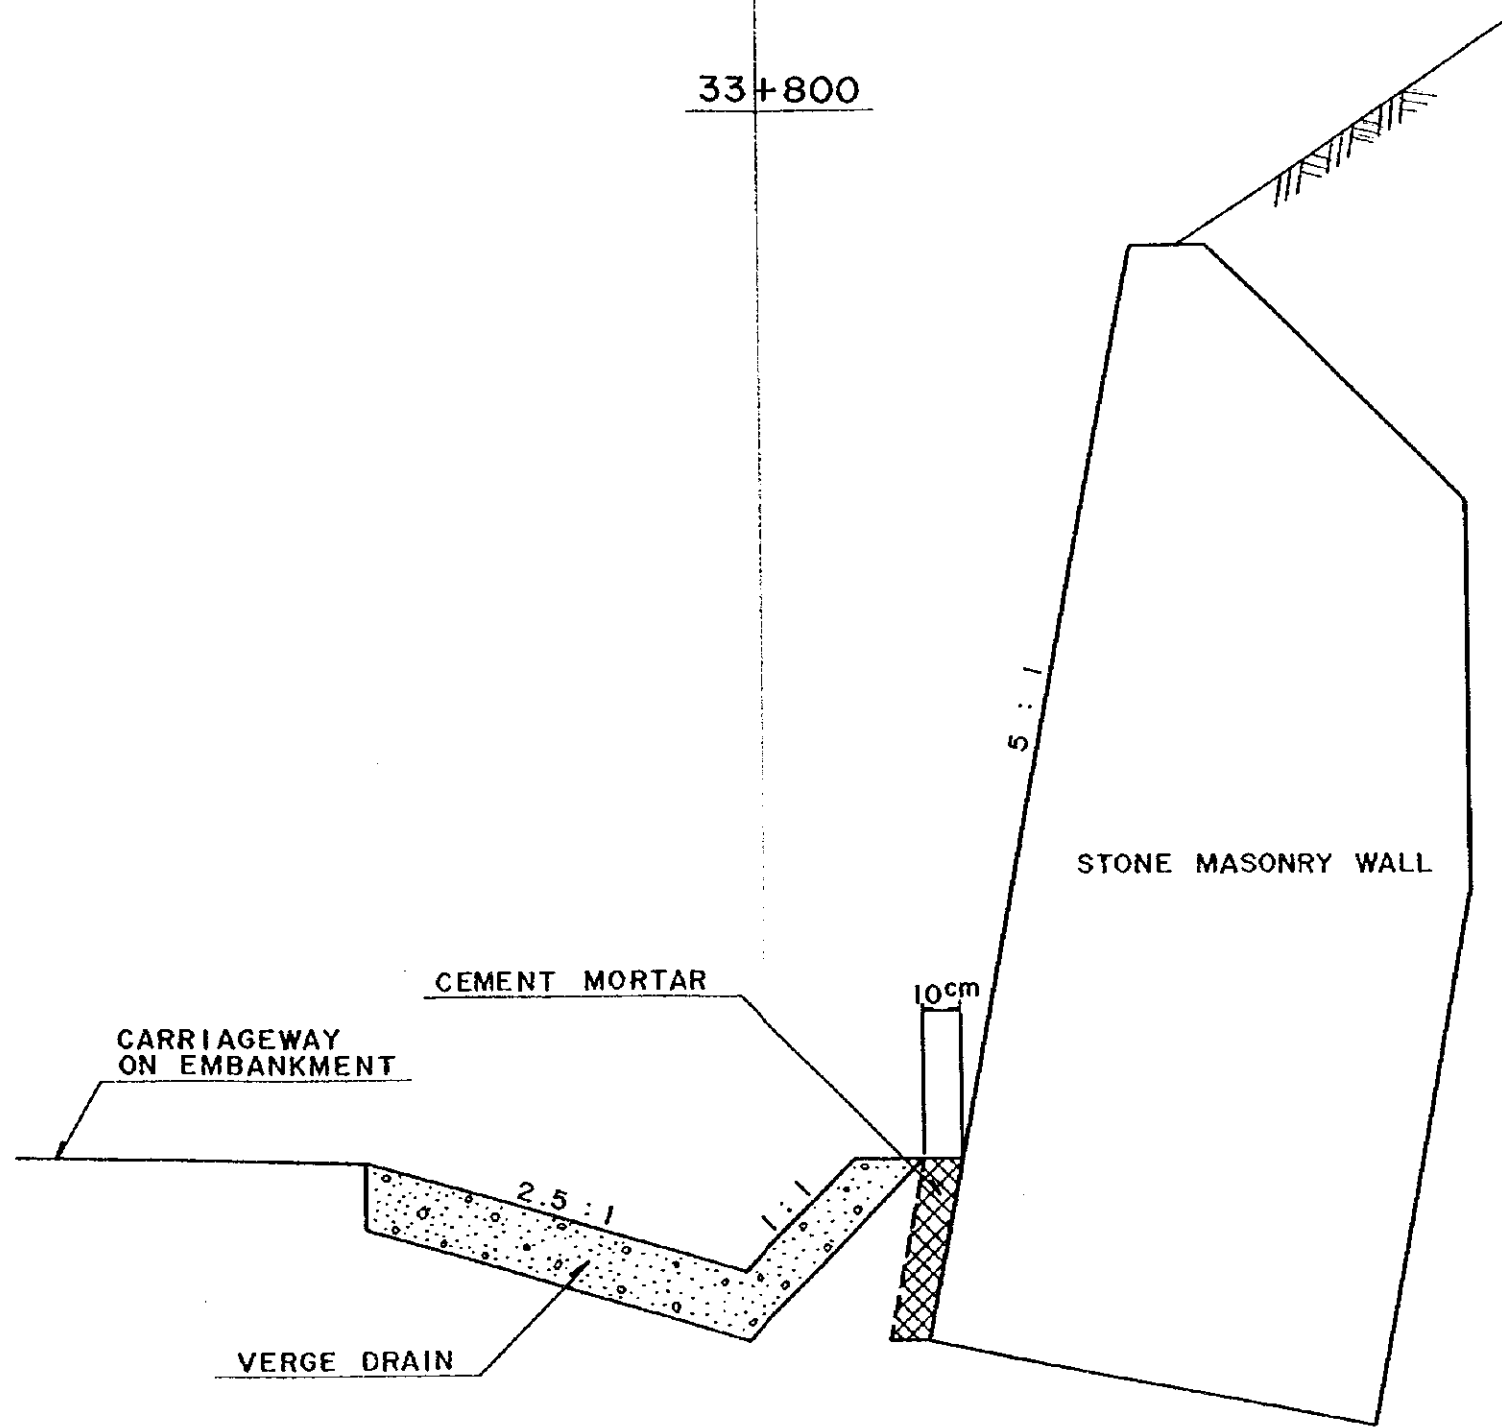 33+800
5 : 1
STONE MASONRY WALL
CEMENT MORTAR
10cm
CARRIAGEWAY
ON EMBANKMENT
2.5 : 1
1 : 1
VERGE DRAIN